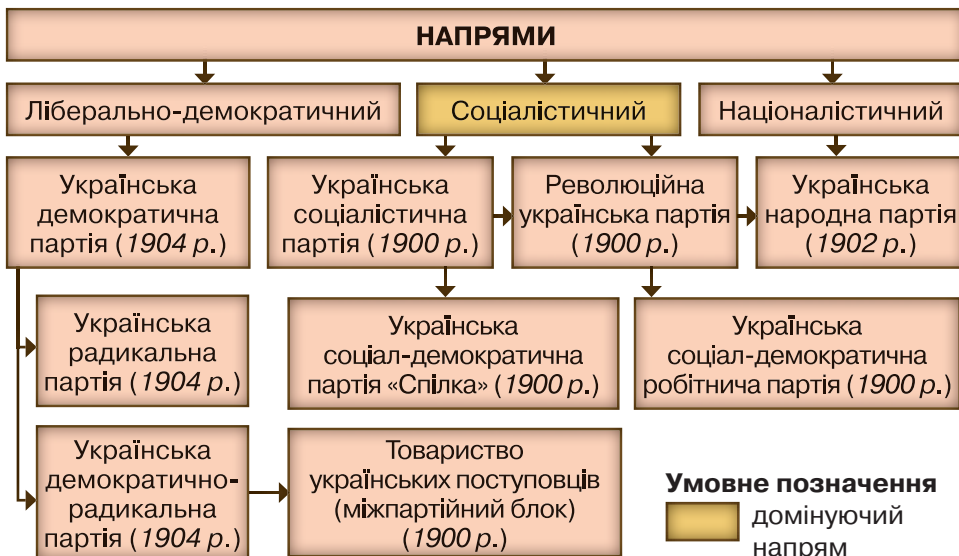 НАПРЯМИ
Ліберально-демократичний
Соціалістичний
Націоналістичний
Українська
демократична
партія (1904 р.)
Українська
соціалістична
партія (1900 р.)
Революційна
українська партія
(1900 р.)
Українська
народна партія
(1902 р.)
Українська
радикальна
партія (1904 р.)
Українська
соціал-демократична
партія «Спілка» (1900 р.)
Українська
соціал-демократична
робітнича партія (1900 р.)
Українська
демократично-
радикальна
партія (1904 р.)
Товариство
українських поступовців
(міжпартійний блок)
(1900 р.)
Умовне позначення
домінуючий
напрям